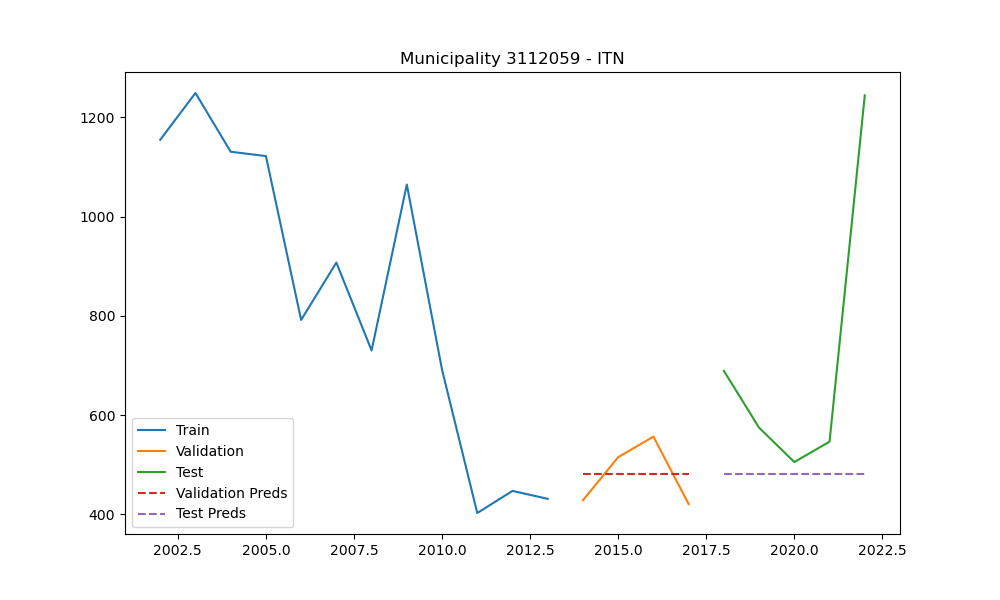 Municipality 3112059 - ITN
1200
1000
800
600
400
Train
Validation
Test
Validation Preds
Test Preds
2002.5 2005.0 2007.5 2010.0 2012.5 2015.0 2017.5 2020.0 2022.5